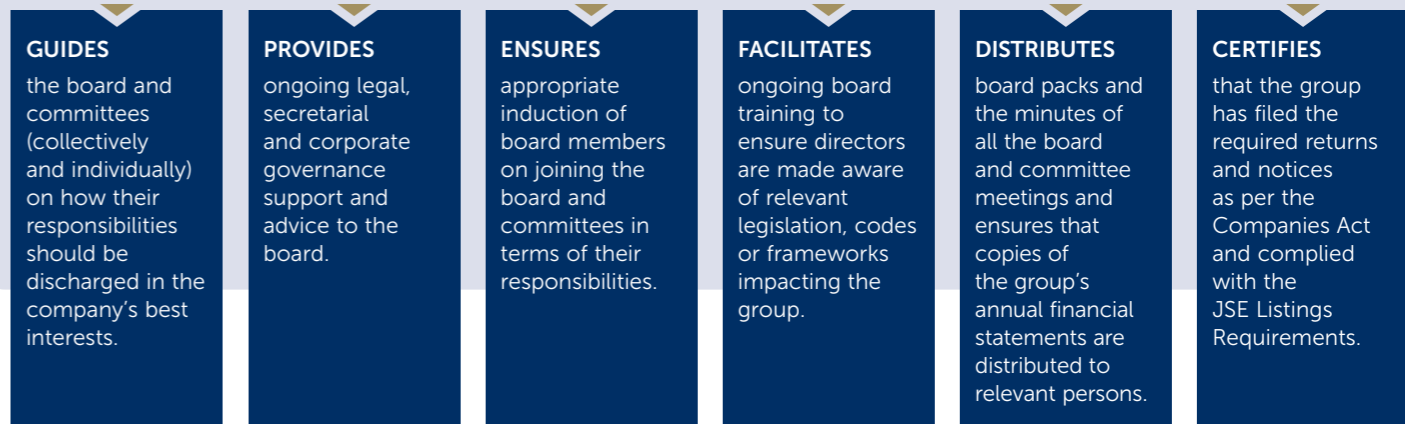 GUIDES
the board and
committees
(collectively
and individually)
on how their
responsibilities
should be
discharged in the
company’s best
interests.
PROVIDES
ongoing legal,
secretarial
and corporate
governance
support and
advice to the
board.
ENSURES
appropriate
induction of
board members
on joining the
board and
committees in
terms of their
responsibilities.
FACILITATES
ongoing board
training to
ensure directors
are made aware
of relevant
legislation, codes
or frameworks
impacting the
group.
DISTRIBUTES
board packs and
the minutes of
all the board
and committee
meetings and
ensures that
copies of
the group’s
annual financial
statements are
distributed to
relevant persons.
CERTIFIES
that the group
has filed the
required returns
and notices
as per the
Companies Act
and complied
with the
JSE Listings
Requirements.